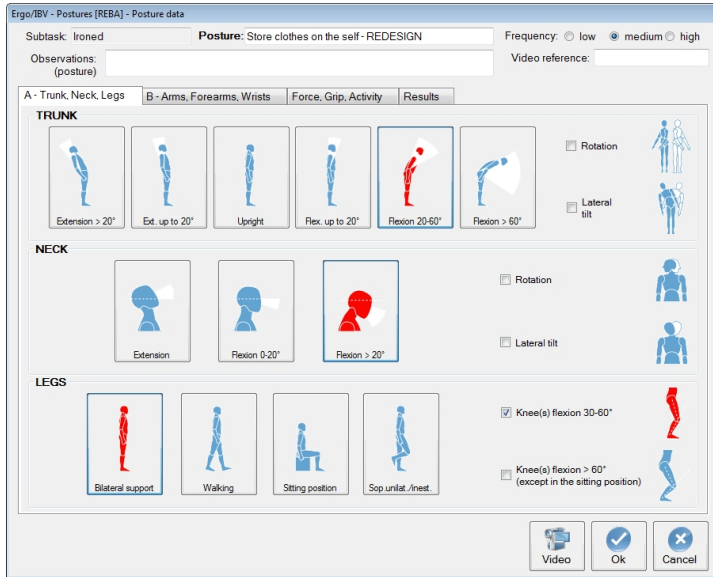 Ergo/IBV - Postures [REBA] - Posture data
Subtask: Ironed Posture: Store clothes on the self - REDESIGN Frequency: low medium high
Observations: (posture) Video reference:
A - Trunk, Neck, Legs B - Arms, Forearms, Wrists Force, Grip, Activity Results
TRUNK
Rotation
Lateral tilt
Extension > 20° Ext. up to 20° Upright Flex. up to 20° Flexion 20-60° Flexion > 60°
NECK
Rotation
Lateral tilt
Extension Flexion 0-20° Flexion > 20°
LEGS
Knee(s) flexion 30-60°
Knee(s) flexion > 60°
(except in the sitting position)
Bilateral support Walking Sitting position Sop.unilat./inest.
Video Ok Cancel